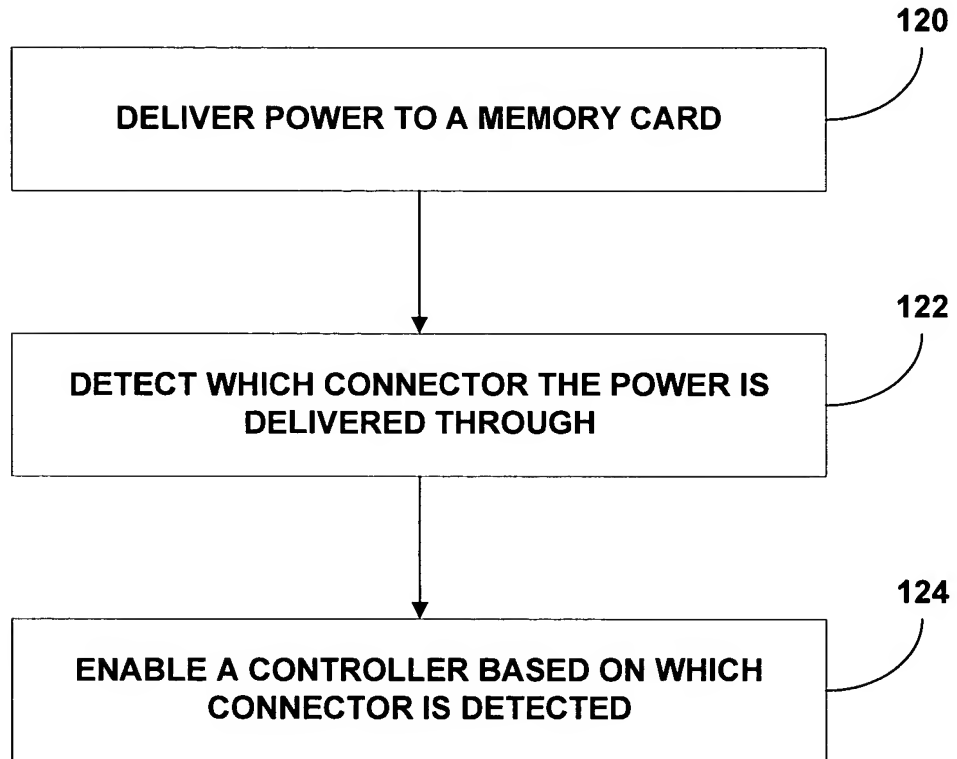 120
DELIVER POWER TO A MEMORY CARD
122
DETECT WHICH CONNECTOR THE POWER IS
DELIVERED THROUGH
124
ENABLE A CONTROLLER BASED ON WHICH
CONNECTOR IS DETECTED